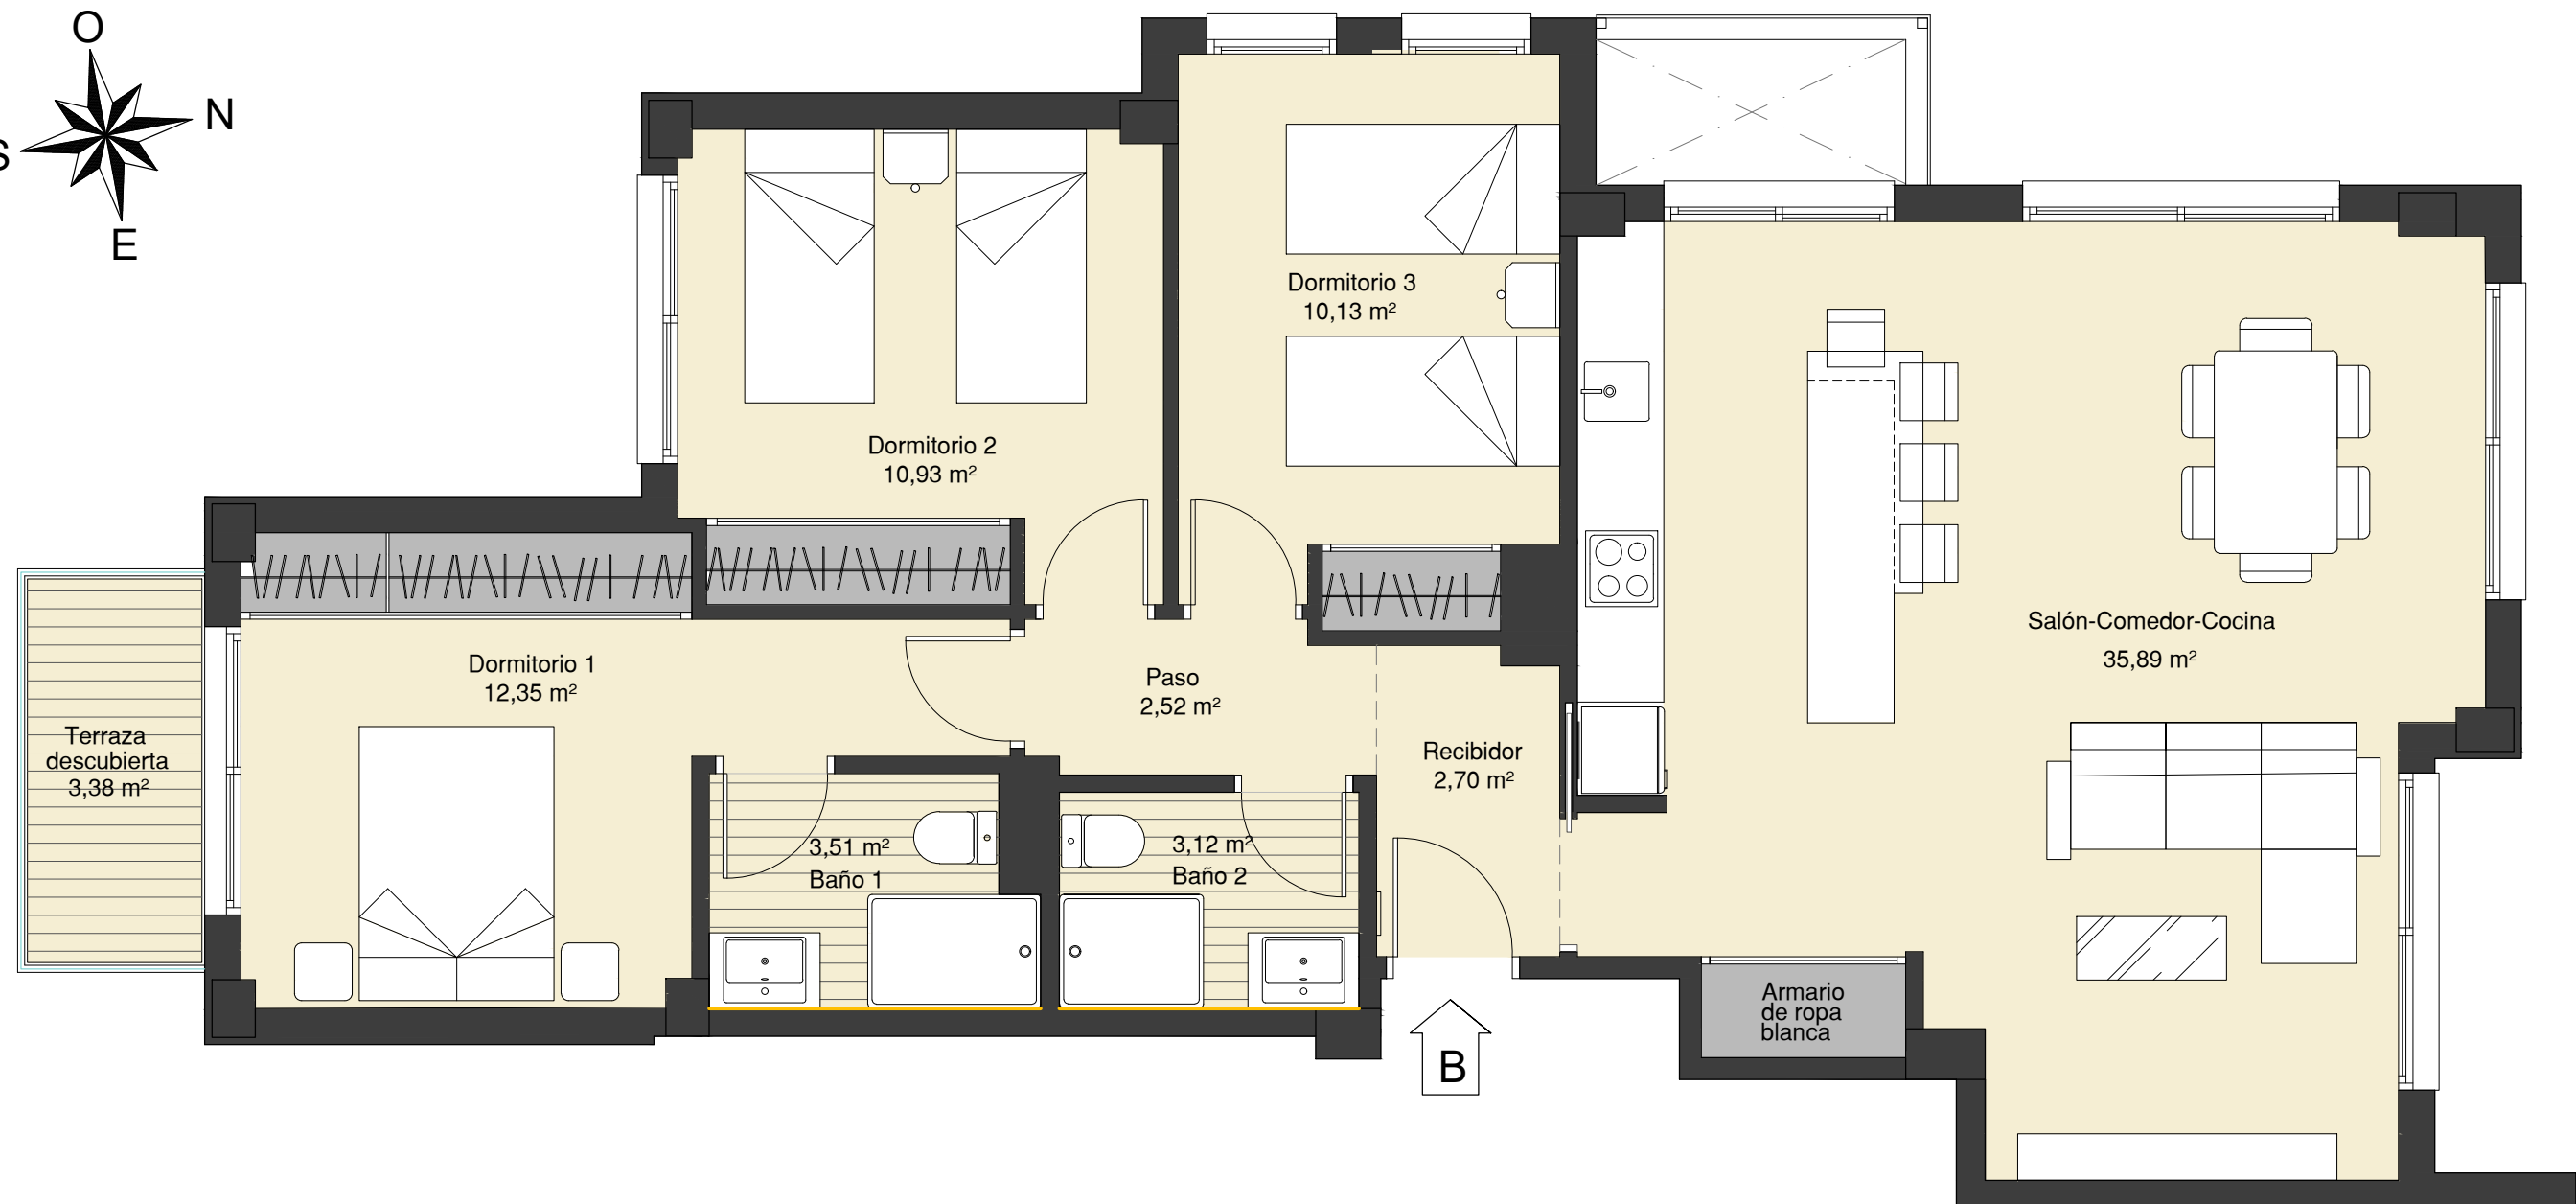 O
N
S
E
Dormitorio 3
10,13 m²
Dormitorio 2
10,93 m²
Salón-Comedor-Cocina
35,89 m²
Dormitorio 1
12,35 m²
Paso
2,52 m²
Terraza
descubierta
3,38 m²
Recibidor
2,70 m²
3,51 m²
Baño 1
3,12 m²
Baño 2
Armario
de ropa
blanca
B